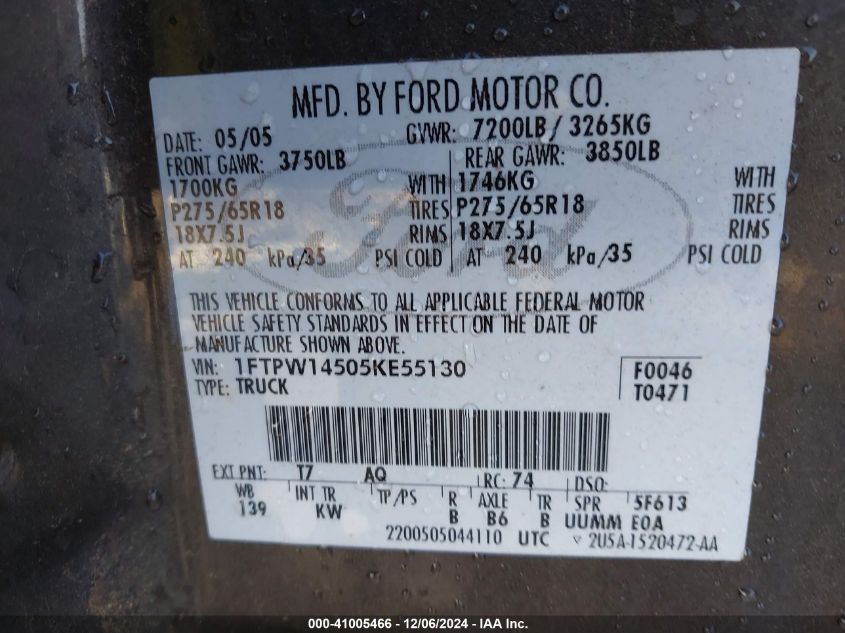 MFD. BY FORD MOTOR CO.
DATE: 05/05 GVWR: 7200LB / 3265KG
FRONT GAWR: 3750LB REAR GAWR: 3850LB
1700KG WITH 1746KG WITH
P275/65R18 TIRES P275/65R18 TIRES
18X7.5J RIMS 18X7.5J RIMS
AT 240 kPa/35 PSI COLD AT 240 kPa/35 PSI COLD
Ford
THIS VEHICLE CONFORMS TO ALL APPLICABLE FEDERAL MOTOR
VEHICLE SAFETY STANDARDS IN EFFECT ON THE DATE OF
MANUFACTURE SHOWN ABOVE.
VIN: 1FTPW14505KE55130 F0046
TYPE: TRUCK T0471
EXT PNT: T7 AQ RC: 74 DSO:
WB INT TR TP/PS R AXLE TR SPR 5F613
139 KW B B6 B UUMM E0A
2200505044110 UTC ▽ 2U5A-1520472-AA
000-41005466 - 12/06/2024 - IAA Inc.